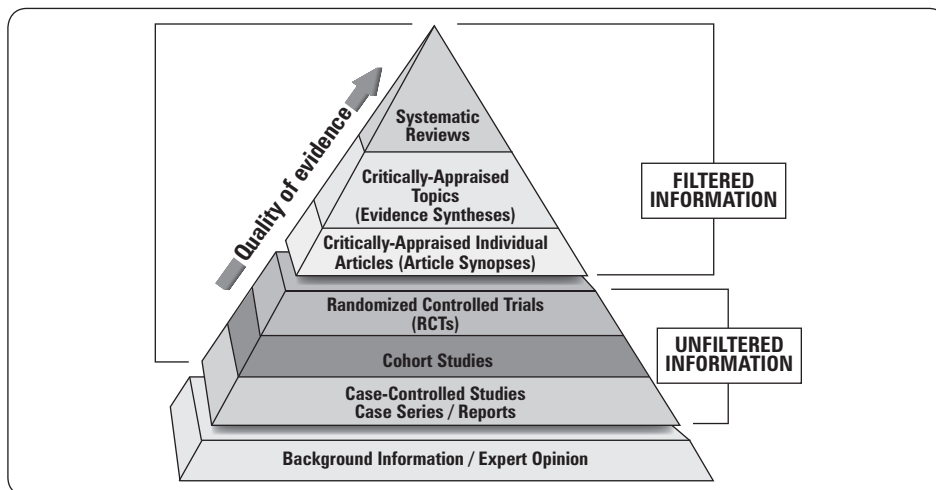 Quality of evidence
Systematic
Reviews
Critically-Appraised
Topics
(Evidence Syntheses)
Critically-Appraised Individual
Articles (Article Synopses)
FILTERED
INFORMATION
Randomized Controlled Trials
(RCTs)
Cohort Studies
Case-Controlled Studies
Case Series / Reports
UNFILTERED
INFORMATION
Background Information / Expert Opinion